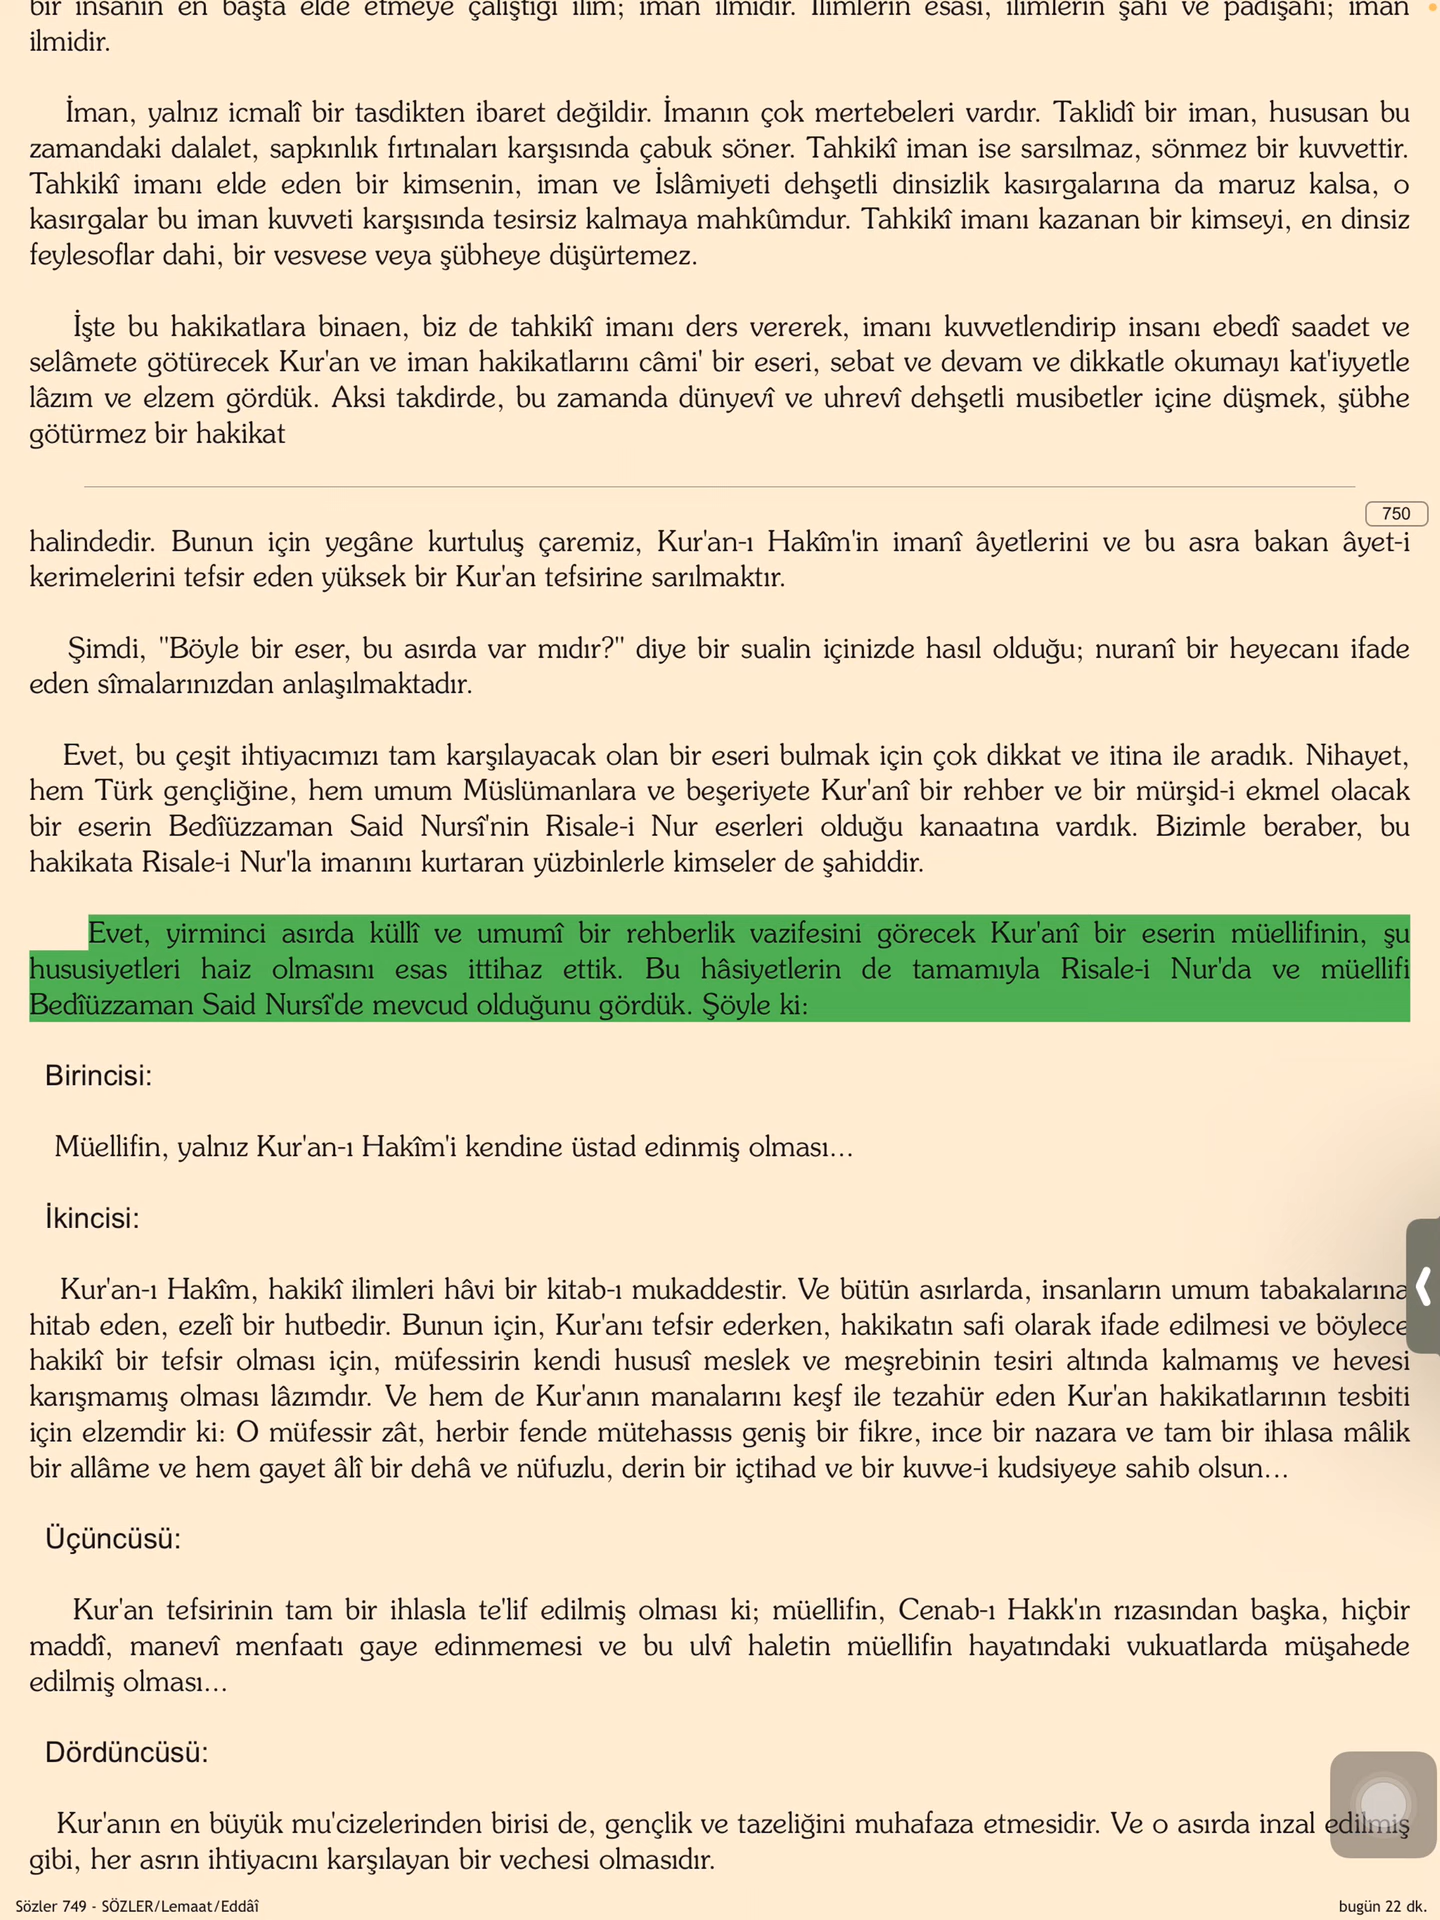 bir insanın en başta elde etmeye çalıştığı ilim; iman ilmidir. İlimlerin esası, ilimlerin şahı ve padişahı; iman
ilmidir.
İman, yalnız icmalî bir tasdikten ibaret değildir. İmanın çok mertebeleri vardır. Taklidî bir iman, hususan bu
zamandaki dalalet, sapkınlık fırtınaları karşısında çabuk söner. Tahkikî iman ise sarsılmaz, sönmez bir kuvvettir.
Tahkikî imanı elde eden bir kimsenin, iman ve İslâmiyeti dehşetli dinsizlik kasırgalarına da maruz kalsa, o
kasırgalar bu iman kuvveti karşısında tesirsiz kalmaya mahkûmdur. Tahkikî imanı kazanan bir kimseyi, en dinsiz
feylesoflar dahi, bir vesvese veya şübheye düşürtemez.
İşte bu hakikatlara binaen, biz de tahkikî imanı ders vererek, imanı kuvvetlendirip insanı ebedî saadet ve
selâmete götürecek Kur'an ve iman hakikatlarını câmi' bir eseri, sebat ve devam ve dikkatle okumayı kat'iyyetle
lâzım ve elzem gördük. Aksi takdirde, bu zamanda dünyevî ve uhrevî dehşetli musibetler içine düşmek, şübhe
götürmez bir hakikat
750
halindedir. Bunun için yegâne kurtuluş çaremiz, Kur'an-ı Hakîm'in imanî âyetlerini ve bu asra bakan âyet-i
kerimelerini tefsir eden yüksek bir Kur'an tefsirine sarılmaktır.
Şimdi, "Böyle bir eser, bu asırda var mıdır?" diye bir sualin içinizde hasıl olduğu; nuranî bir heyecanı ifade
eden sîmalarınızdan anlaşılmaktadır.
Evet, bu çeşit ihtiyacımızı tam karşılayacak olan bir eseri bulmak için çok dikkat ve itina ile aradık. Nihayet,
hem Türk gençliğine, hem umum Müslümanlara ve beşeriyete Kur'anî bir rehber ve bir mürşid-i ekmel olacak
bir eserin Bedîüzzaman Said Nursî'nin Risale-i Nur eserleri olduğu kanaatına vardık. Bizimle beraber, bu
hakikata Risale-i Nur'la imanını kurtaran yüzbinlerle kimseler de şahiddir.
Evet, yirminci asırda küllî ve umumî bir rehberlik vazifesini görecek Kur'anî bir eserin müellifinin, şu
hususiyetleri haiz olmasını esas ittihaz ettik. Bu hâsiyetlerin de tamamıyla Risale-i Nur'da ve müellifi
Bedîüzzaman Said Nursî'de mevcud olduğunu gördük. Şöyle ki:
Birincisi:
Müellifin, yalnız Kur'an-ı Hakîm'i kendine üstad edinmiş olması...
İkincisi:
Kur'an-ı Hakîm, hakikî ilimleri hâvi bir kitab-ı mukaddestir. Ve bütün asırlarda, insanların umum tabakalarına
hitab eden, ezelî bir hutbedir. Bunun için, Kur'anı tefsir ederken, hakikatın safi olarak ifade edilmesi ve böylece
hakikî bir tefsir olması için, müfessirin kendi hususî meslek ve meşrebinin tesiri altında kalmamış ve hevesi
karışmamış olması lâzımdır. Ve hem de Kur'anın manalarını keşf ile tezahür eden Kur'an hakikatlarının tesbiti
için elzemdir ki: O müfessir zât, herbir fende mütehassıs geniş bir fikre, ince bir nazara ve tam bir ihlasa mâlik
bir allâme ve hem gayet âlî bir dehâ ve nüfuzlu, derin bir içtihad ve bir kuvve-i kudsiyeye sahib olsun...
Üçüncüsü:
Kur'an tefsirinin tam bir ihlasla te'lif edilmiş olması ki; müellifin, Cenab-ı Hakk'ın rızasından başka, hiçbir
maddî, manevî menfaatı gaye edinmemesi ve bu ulvî haletin müellifin hayatındaki vukuatlarda müşahede
edilmiş olması...
Dördüncüsü:
Kur'anın en büyük mu'cizelerinden birisi de, gençlik ve tazeliğini muhafaza etmesidir. Ve o asırda inzal edilmiş
gibi, her asrın ihtiyacını karşılayan bir vechesi olmasıdır.
Sözler 749 - SÖZLER/Lemaat/Eddâî
bugün 22 dk.